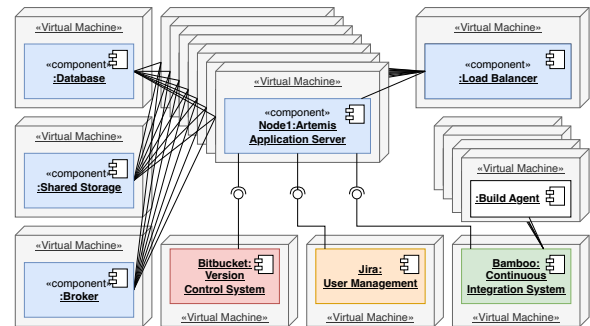 «Virtual Machine»
«component»
:Database
«Virtual Machine»
«Virtual Machine»
«component»
Node1:Artemis
Application Server
«Virtual Machine»
«component»
:Load Balancer
«Virtual Machine»
«component»
:Shared Storage
«Virtual Machine»
:Build Agent
«Virtual Machine»
«component»
:Broker
Bitbucket:
Version
Control System
«Virtual Machine»
Jira:
User Management
«Virtual Machine»
Bamboo:
Continuous
Integration System
«Virtual Machine»